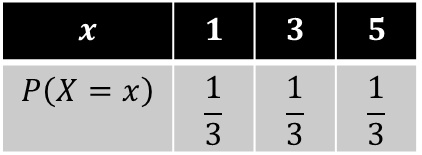 x 1 3 5
P(X = x) 1/3 1/3 1/3